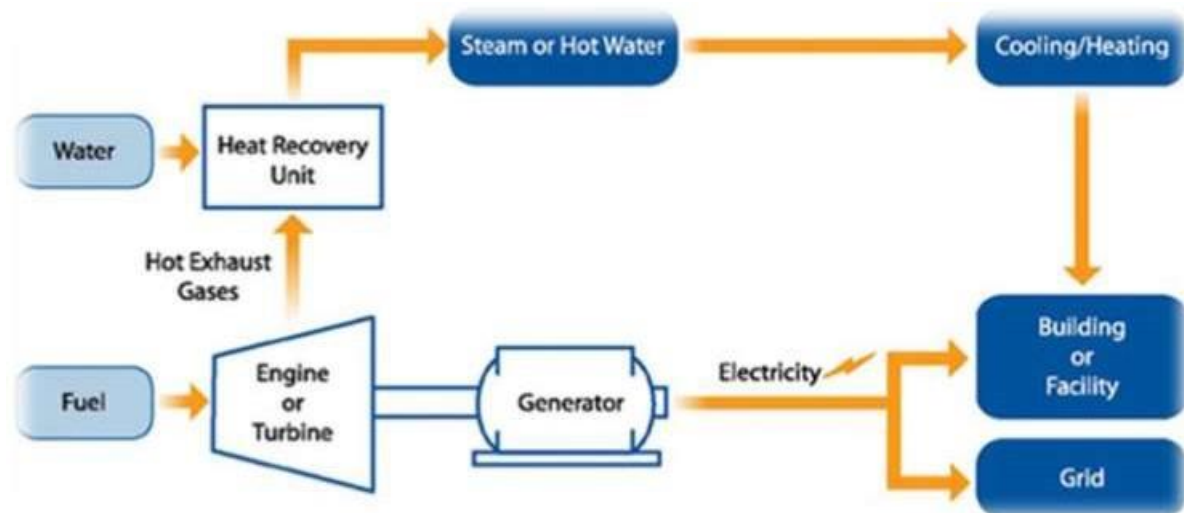 Steam or Hot Water
Cooling/Heating
Water
Heat Recovery
Unit
Hot Exhaust
Gases
Building
or
Facility
Fuel
Engine
or
Turbine
Generator
Electricity
Grid